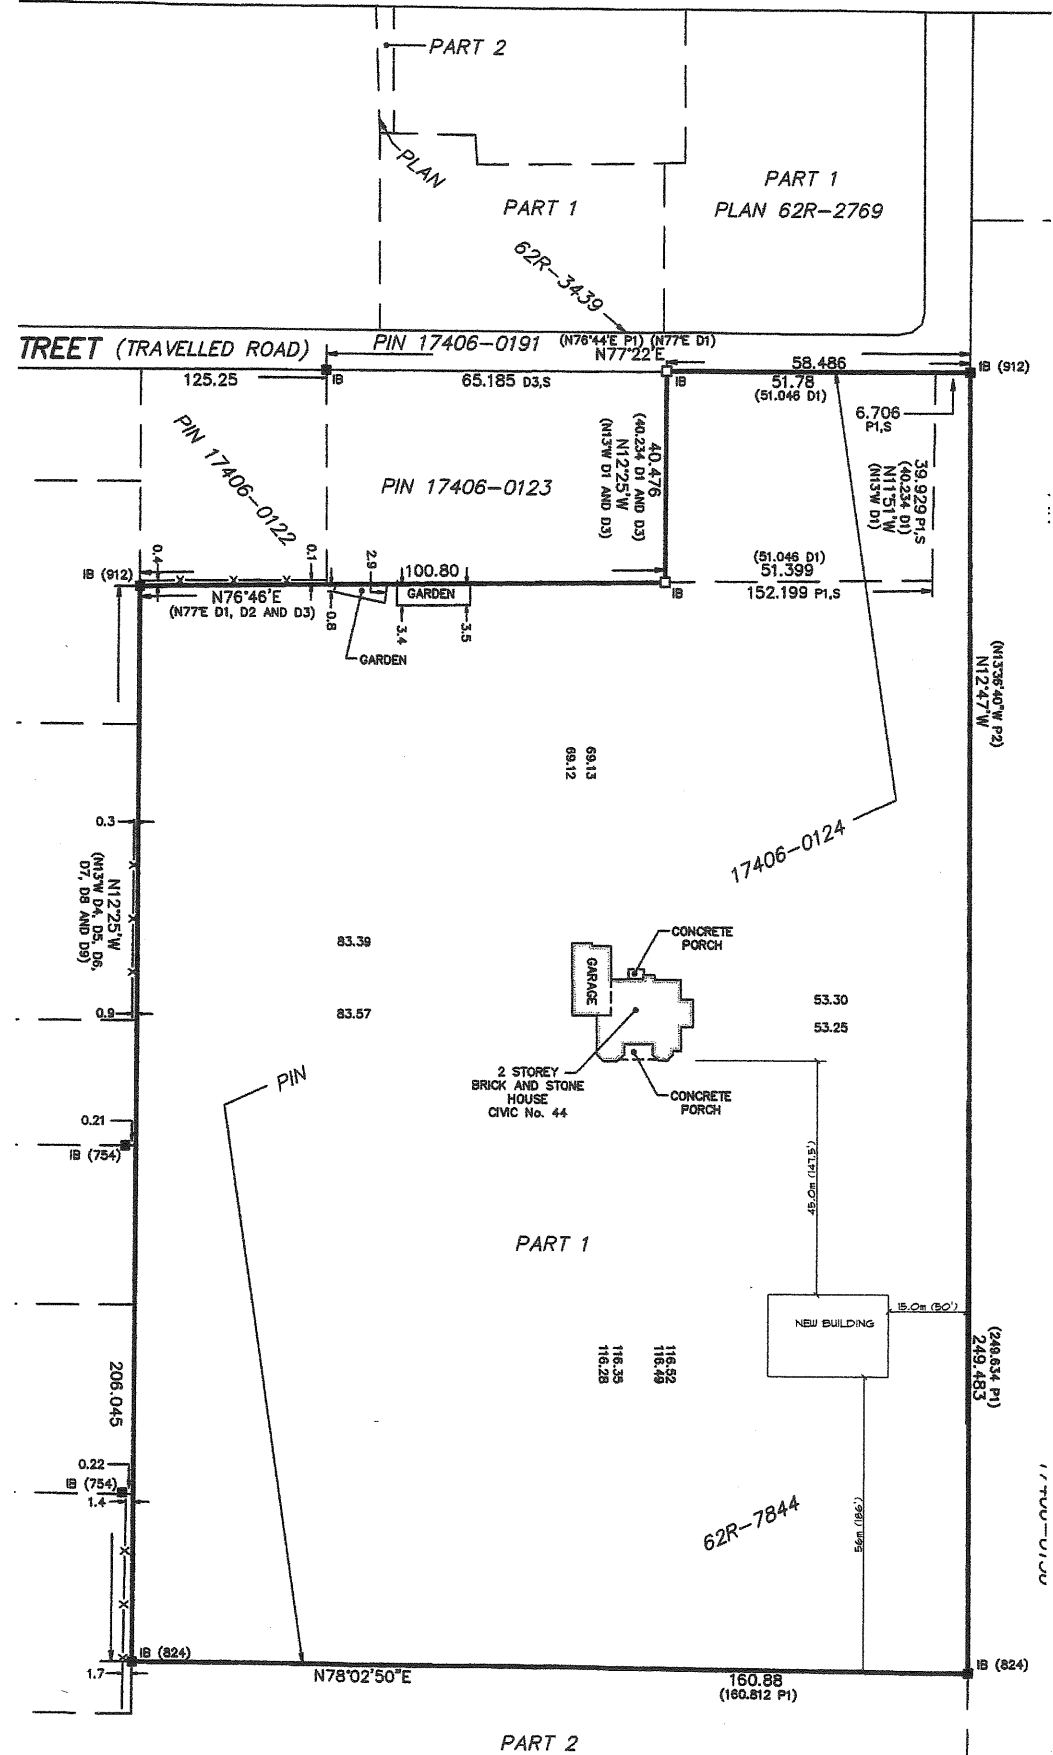 PART 2
PLAN
PART 1
PLAN 62R-2769
PART 1
62R-3439
TREET (TRAVELLED ROAD)
PIN 17406-0191
(N76°44'E P1) (N77°E D1)
N77°22'E
58.486
IB (912)
125.25
IB
65.185 D3,S
IB
51.78
(51.046 D1)
6.706
P1,S
PIN 17406-0122
PIN 17406-0123
40.476
(40.234 D1 AND D3)
N12°25'W
(N13°W D1 AND D3)
39.929 P1,S
(40.234 D1)
N11°51'W
(N13°W D1)
0.4
0.1
2.9
100.80
(51.046 D1)
51.399
152.199 P1,S
IB (912)
N76°46'E
(N77°E D1, D2 AND D3)
0.8
GARDEN
3.4
3.5
IB
GARDEN
(N13°36'40"W P2)
N12°47'W
69.13
69.12
17406-0124
0.3
N12°25'W
(N13°W D4, D5, D6,
D7, D8 AND D9)
83.39
CONCRETE
PORCH
GARAGE
0.9
83.57
53.30
53.25
2 STOREY
BRICK AND STONE
HOUSE
CIVIC No. 44
CONCRETE
PORCH
PIN
0.21
IB (754)
45.0m (147.5')
PART 1
NEW BUILDING
15.0m (50')
(249.634 P1)
249.483
116.52
116.49
116.35
116.28
206.045
0.22
IB (754)
1.4
62R-7844
56m (186')
IB (824)
1.7
N78°02'50"E
160.88
(160.812 P1)
IB (824)
PART 2